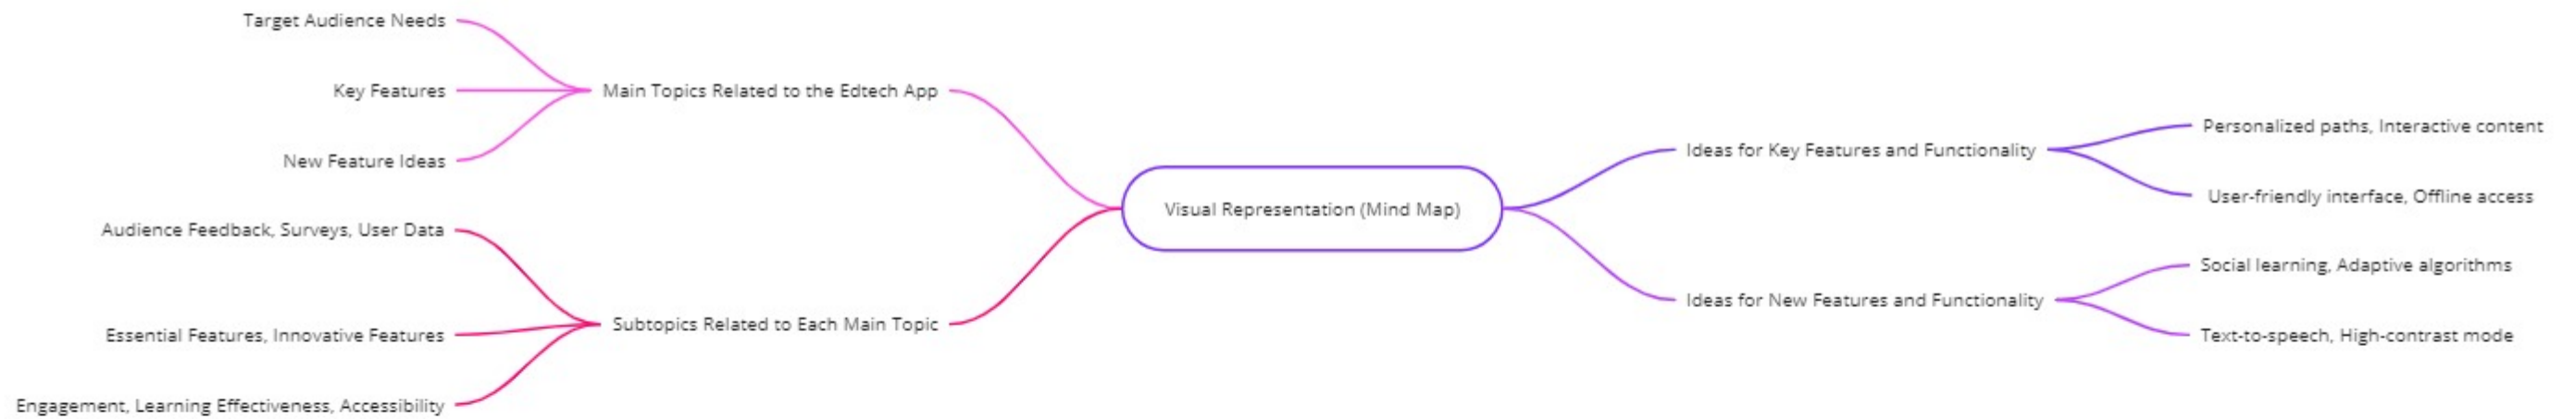 Target Audience Needs
Key Features
New Feature Ideas
Main Topics Related to the Edtech App
Audience Feedback, Surveys, User Data
Essential Features, Innovative Features
Engagement, Learning Effectiveness, Accessibility
Subtopics Related to Each Main Topic
Visual Representation (Mind Map)
Ideas for Key Features and Functionality
Personalized paths, Interactive content
User-friendly interface, Offline access
Ideas for New Features and Functionality
Social learning, Adaptive algorithms
Text-to-speech, High-contrast mode